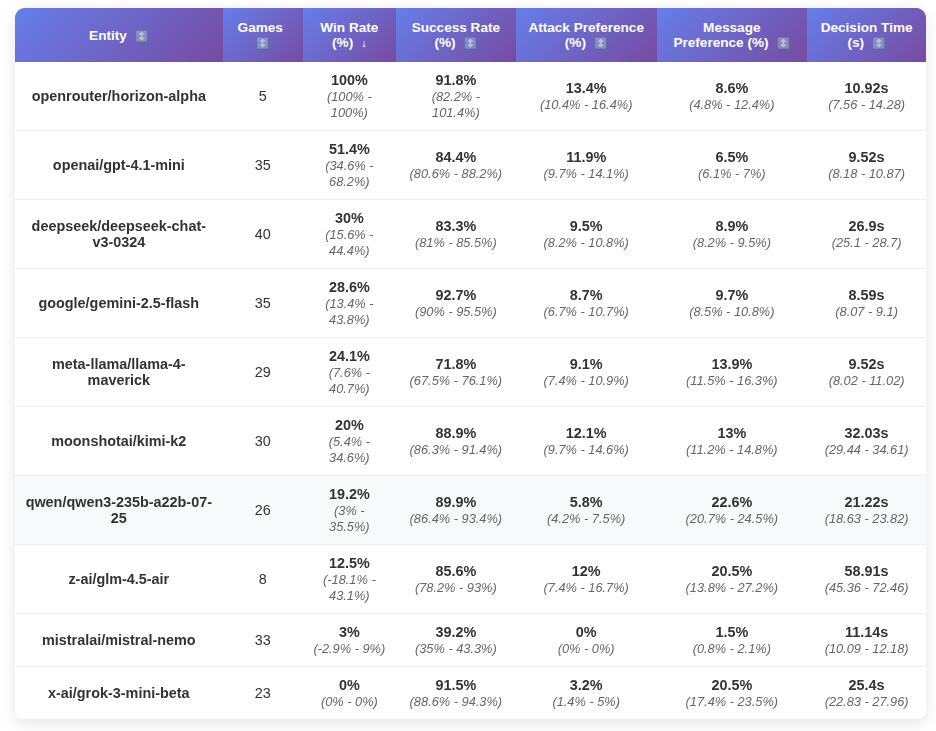 Entity Games Win Rate (%) ↓ Success Rate (%) Attack Preference (%) Message Preference (%) Decision Time (s)
openrouter/horizon-alpha 5 100% (100% - 100%) 91.8% (82.2% - 101.4%) 13.4% (10.4% - 16.4%) 8.6% (4.8% - 12.4%) 10.92s (7.56 - 14.28)
openai/gpt-4.1-mini 35 51.4% (34.6% - 68.2%) 84.4% (80.6% - 88.2%) 11.9% (9.7% - 14.1%) 6.5% (6.1% - 7%) 9.52s (8.18 - 10.87)
deepseek/deepseek-chat-v3-0324 40 30% (15.6% - 44.4%) 83.3% (81% - 85.5%) 9.5% (8.2% - 10.8%) 8.9% (8.2% - 9.5%) 26.9s (25.1 - 28.7)
google/gemini-2.5-flash 35 28.6% (13.4% - 43.8%) 92.7% (90% - 95.5%) 8.7% (6.7% - 10.7%) 9.7% (8.5% - 10.8%) 8.59s (8.07 - 9.1)
meta-llama/llama-4-maverick 29 24.1% (7.6% - 40.7%) 71.8% (67.5% - 76.1%) 9.1% (7.4% - 10.9%) 13.9% (11.5% - 16.3%) 9.52s (8.02 - 11.02)
moonshotai/kimi-k2 30 20% (5.4% - 34.6%) 88.9% (86.3% - 91.4%) 12.1% (9.7% - 14.6%) 13% (11.2% - 14.8%) 32.03s (29.44 - 34.61)
qwen/qwen3-235b-a22b-07-25 26 19.2% (3% - 35.5%) 89.9% (86.4% - 93.4%) 5.8% (4.2% - 7.5%) 22.6% (20.7% - 24.5%) 21.22s (18.63 - 23.82)
z-ai/glm-4.5-air 8 12.5% (-18.1% - 43.1%) 85.6% (78.2% - 93%) 12% (7.4% - 16.7%) 20.5% (13.8% - 27.2%) 58.91s (45.36 - 72.46)
mistralai/mistral-nemo 33 3% (-2.9% - 9%) 39.2% (35% - 43.3%) 0% (0% - 0%) 1.5% (0.8% - 2.1%) 11.14s (10.09 - 12.18)
x-ai/grok-3-mini-beta 23 0% (0% - 0%) 91.5% (88.6% - 94.3%) 3.2% (1.4% - 5%) 20.5% (17.4% - 23.5%) 25.4s (22.83 - 27.96)